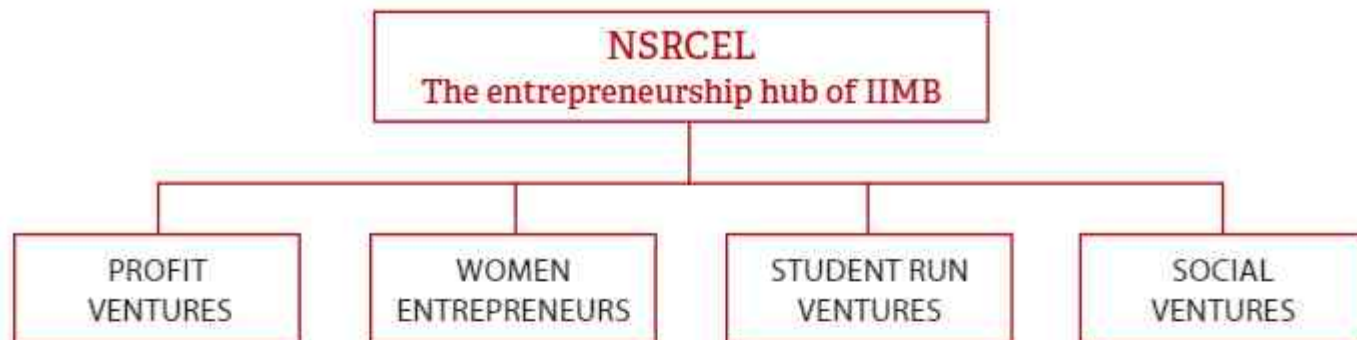 NSRCEL
The entrepreneurship hub of IIMB
PROFIT
VENTURES
WOMEN
ENTREPRENEURS
STUDENT RUN
VENTURES
SOCIAL
VENTURES